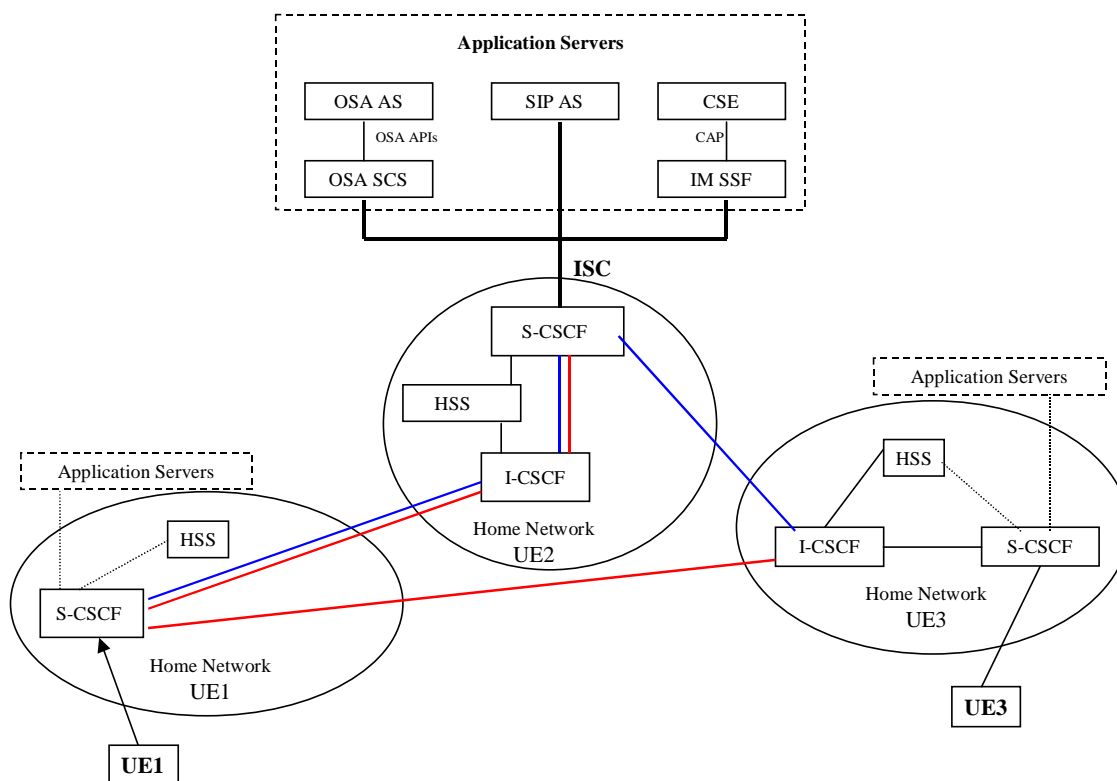 Application Servers
OSA AS
SIP AS
CSE
OSA APIs
CAP
OSA SCS
IM SSF
ISC
S-CSCF
HSS
I-CSCF
Home Network
UE2
Application Servers
HSS
I-CSCF
S-CSCF
Home Network
UE3
UE3
Application Servers
HSS
S-CSCF
Home Network
UE1
UE1